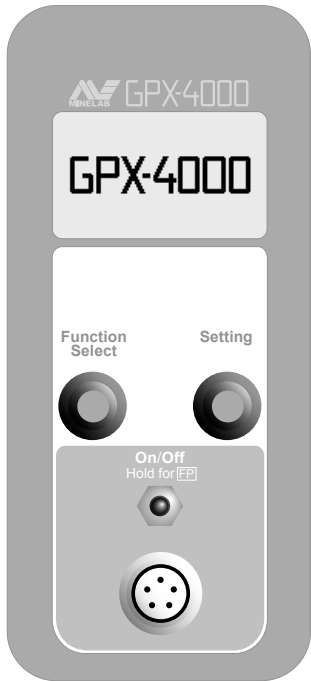 MINELAB GPX-4000
GPX-4000
Function Setting
Select
On/Off
Hold for FP